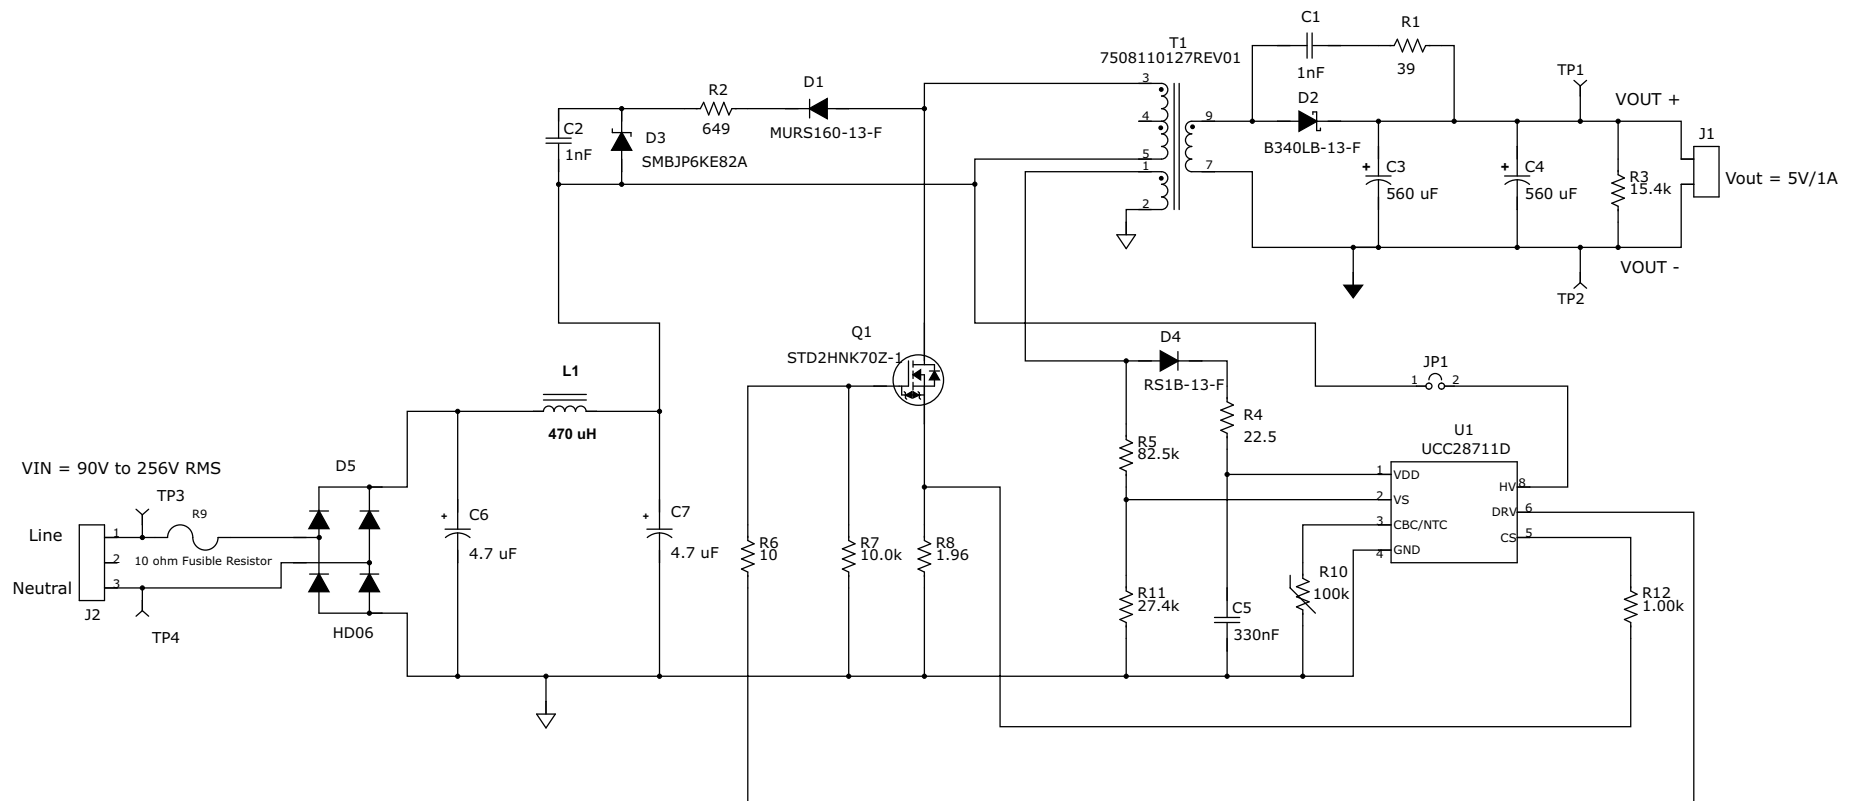 C1
R1
1nF
39
T1
7508110127REV01
3
4
5
1
2
9
7
D2
B340LB-13-F
TP1
VOUT +
J1
C3
560 uF
C4
560 uF
R3
15.4k
Vout = 5V/1A
VOUT -
TP2
D1
MURS160-13-F
R2
649
C2
1nF
D3
SMBJP6KE82A
Q1
STD2HNK70Z-1
D4
RS1B-13-F
JP1
1
2
L1
470 uH
R4
22.5
R5
82.5k
U1
UCC28711D
1
VDD
2
VS
3
CBC/NTC
4
GND
HV
8
DRV
6
CS
5
VIN = 90V to 256V RMS
D5
TP3
R9
Line
1
2
10 ohm Fusible Resistor
Neutral
3
J2
TP4
HD06
+
C6
4.7 uF
+
C7
4.7 uF
R6
10
R7
10.0k
R8
1.96
R11
27.4k
C5
330nF
R10
100k
R12
1.00k
+
+